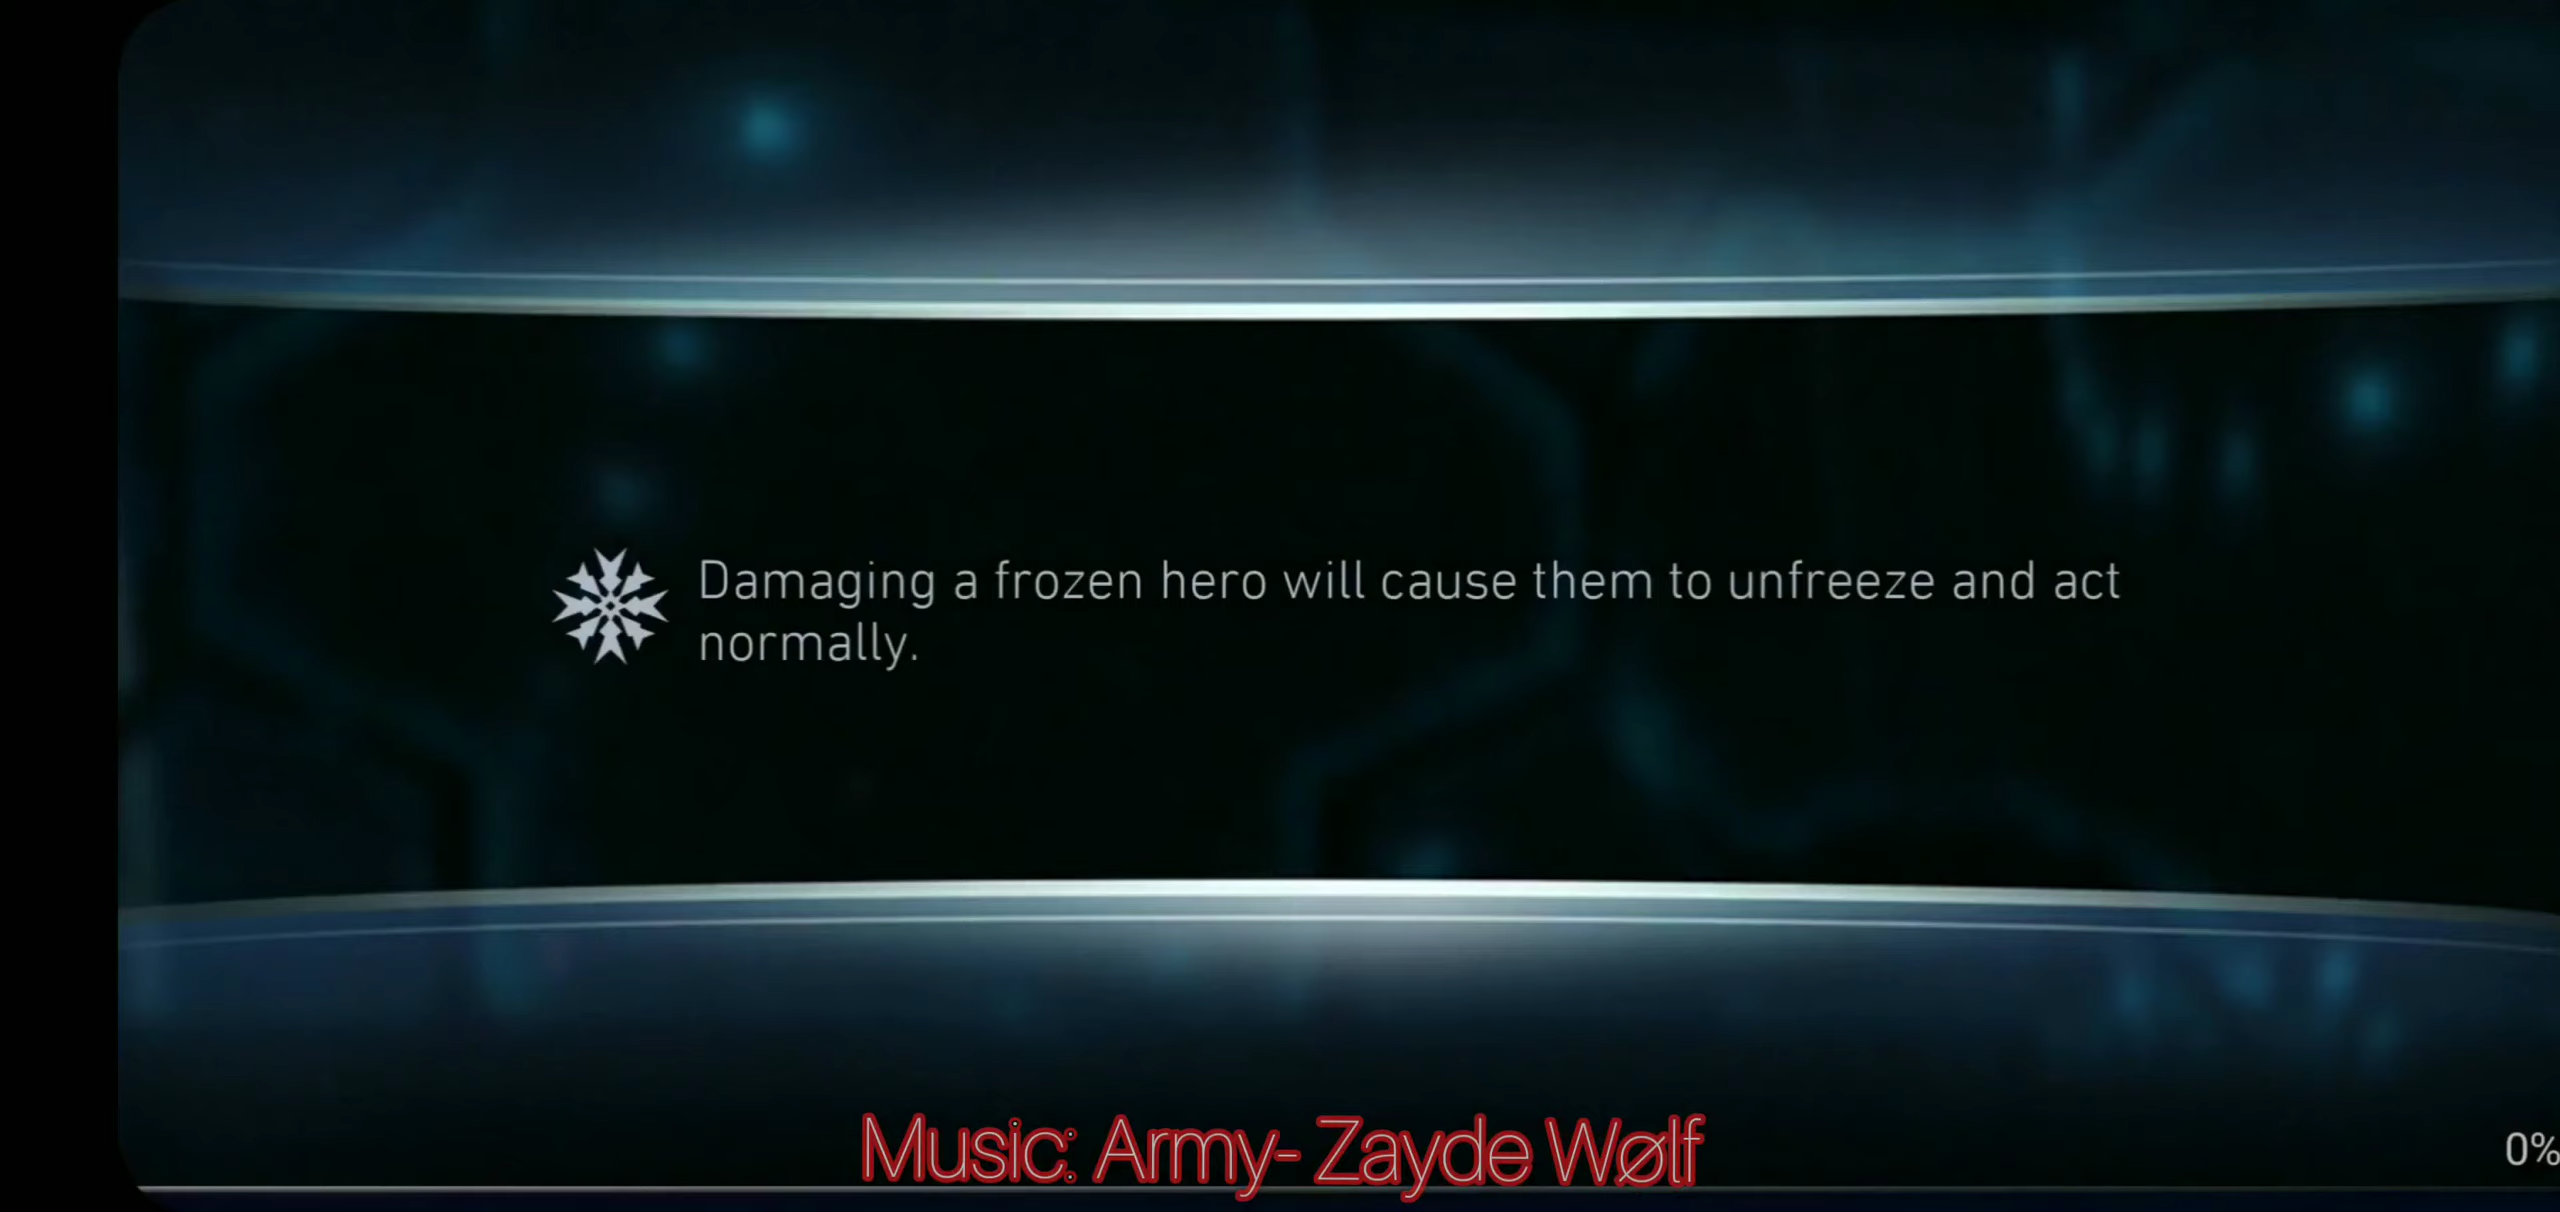 Damaging a frozen hero will cause them to unfreeze and act
normally.
Music: Army- Zayde Wølf
0%